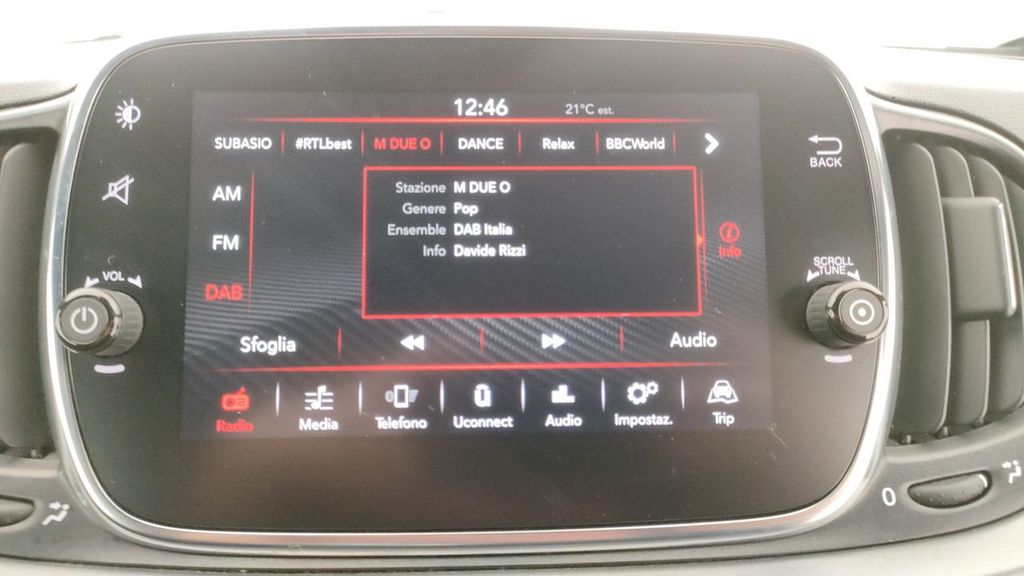 12:46 21°C est.
SUBASIO #RTLbest M DUE O DANCE Relax BBCWorld
BACK
AM
FM
DAB
Stazione M DUE O
Genere Pop
Ensemble DAB Italia
Info Davide Rizzi
Info
VOL
SCROLL
TUNE
Sfoglia Audio
Radio Media Telefono Uconnect Audio Impostaz. Trip
0